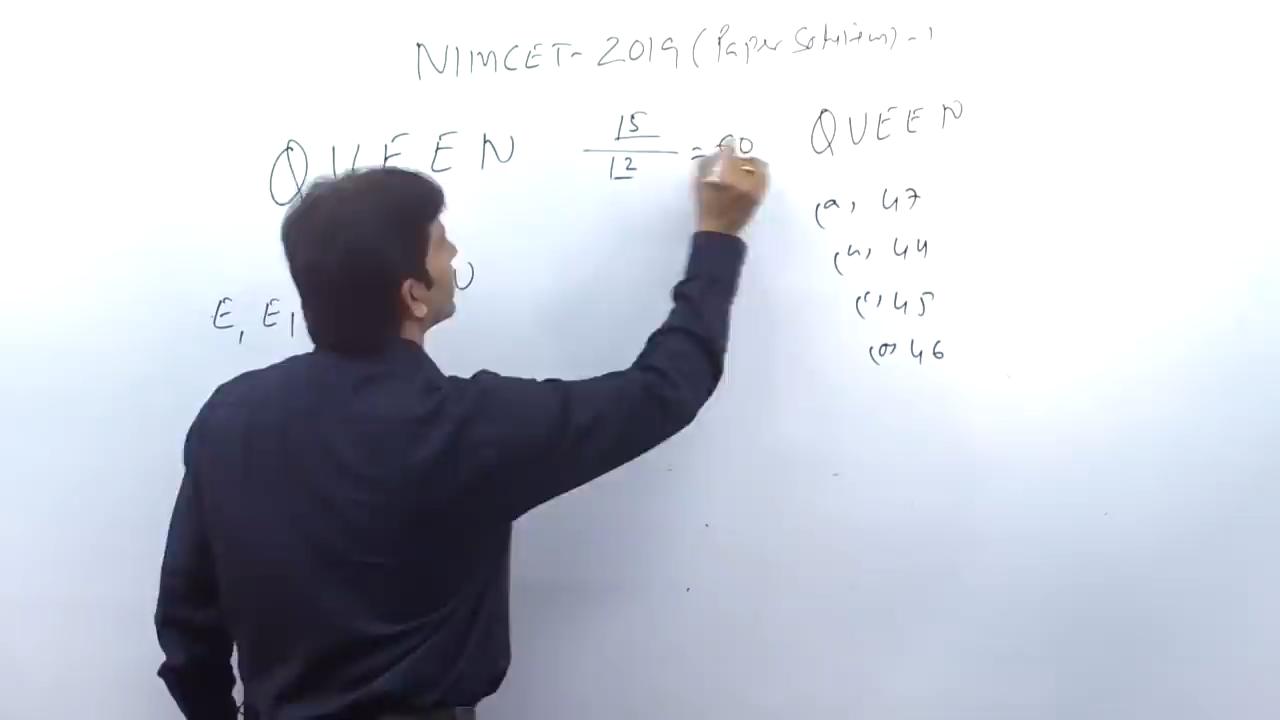 NIMCET-2019 (Paper Solution)-1
QUEEN
15
12
= 60
E, E,
U
QUEEN
(a) 47
(b) 44
(c) 45
(d) 46